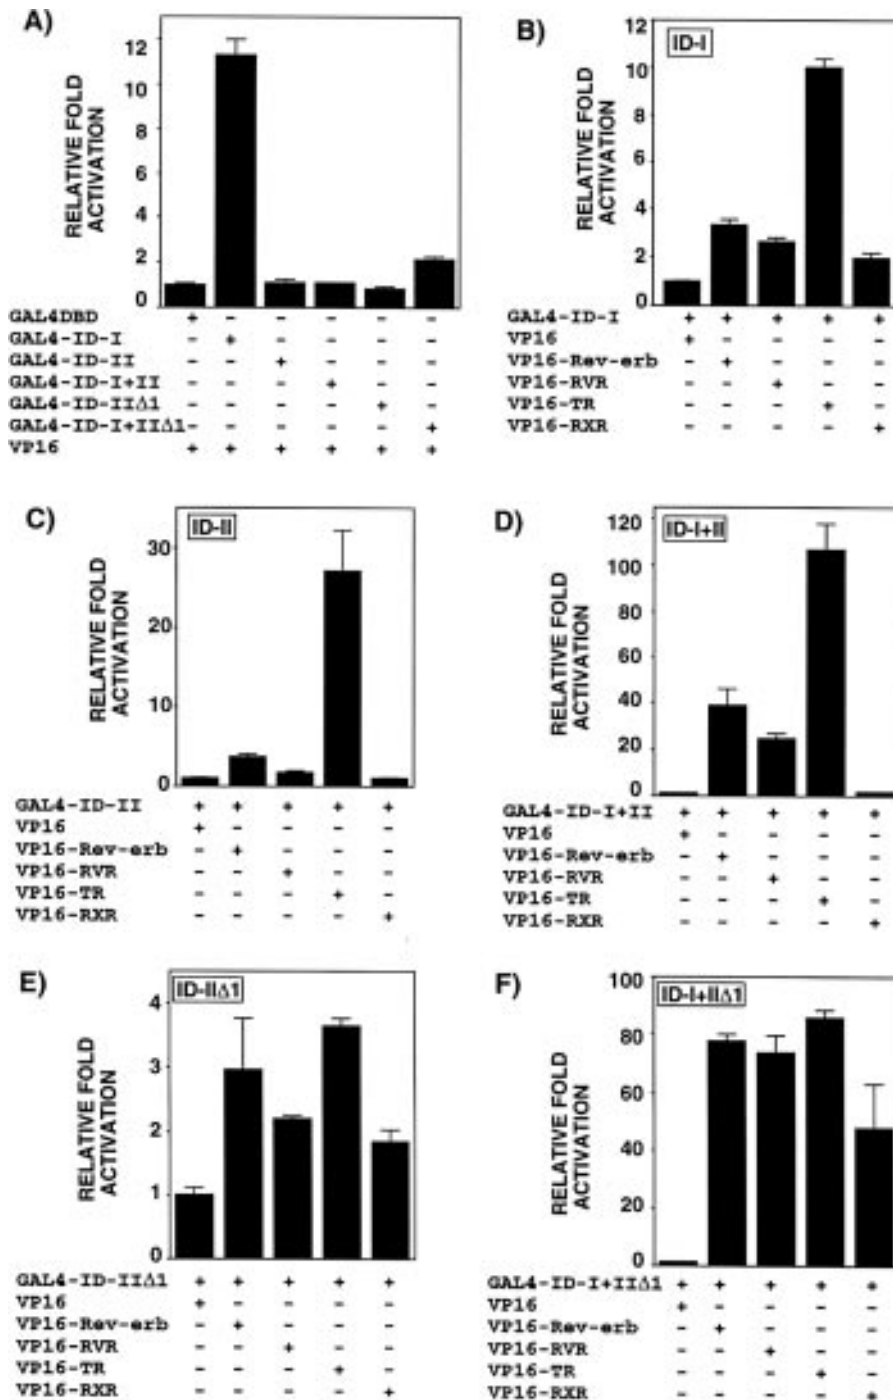 A)
RELATIVE FOLD
ACTIVATION
12
10
8
6
4
2
0
GAL4DBD + - - - - -
GAL4-ID-I - + - - - -
GAL4-ID-II - - + - - -
GAL4-ID-I+II - - - + - -
GAL4-ID-IIΔ1 - - - - + -
GAL4-ID-I+IIΔ1 - - - - - +
VP16 + + + + + +
B)
ID-I
RELATIVE FOLD
ACTIVATION
12
10
8
6
4
2
0
GAL4-ID-I + + + + +
VP16 + - - - -
VP16-Rev-erb - + - - -
VP16-RVR - - + - -
VP16-TR - - - + -
VP16-RXR - - - - +
C)
ID-II
RELATIVE FOLD
ACTIVATION
30
20
10
0
GAL4-ID-II + + + + +
VP16 + - - - -
VP16-Rev-erb - + - - -
VP16-RVR - - + - -
VP16-TR - - - + -
VP16-RXR - - - - +
D)
ID-I+II
RELATIVE FOLD
ACTIVATION
120
100
80
60
40
20
0
GAL4-ID-I+II + + + + +
VP16 + - - - -
VP16-Rev-erb - + - - -
VP16-RVR - - + - -
VP16-TR - - - + -
VP16-RXR - - - - +
E)
ID-IIΔ1
RELATIVE FOLD
ACTIVATION
4
3
2
1
0
GAL4-ID-IIΔ1 + + + + +
VP16 + - - - -
VP16-Rev-erb - + - - -
VP16-RVR - - + - -
VP16-TR - - - + -
VP16-RXR - - - - +
F)
ID-I+IIΔ1
RELATIVE FOLD
ACTIVATION
100
80
60
40
20
0
GAL4-ID-I+IIΔ1 + + + + +
VP16 + - - - -
VP16-Rev-erb - + - - -
VP16-RVR - - + - -
VP16-TR - - - + -
VP16-RXR - - - - +